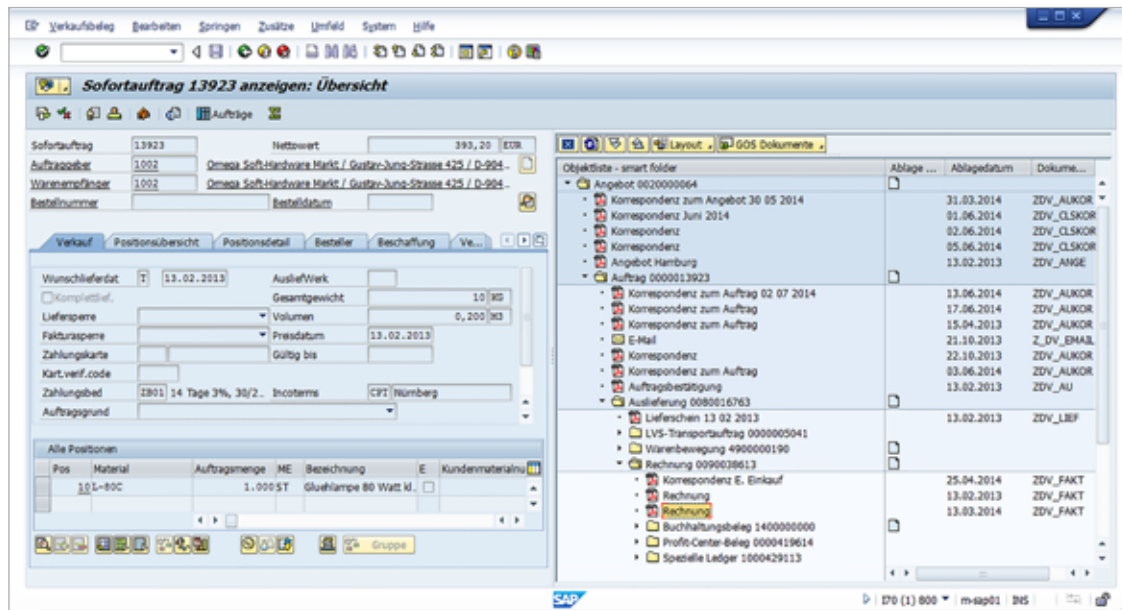 Verkaufsbeleg Bearbeiten Springen Zusätze Umfeld System Hilfe
Sofortauftrag 13923 anzeigen: Übersicht
Aufträge
Sofortauftrag 13923 Nettowert 393,20 EUR
Auftraggeber 1002 Omega Soft-Hardware Markt / Gustav-Jung-Strasse 425 / D-904...
Warenempfänger 1002 Omega Soft-Hardware Markt / Gustav-Jung-Strasse 425 / D-904...
Bestellnummer Bestelldatum
Verkauf Positionsübersicht Positionsdetail Besteller Beschaffung Ve...
Wunschlieferdat T 13.02.2013 AusliefWerk
Komplettlief. Gesamtgewicht 10 KG
Liefersperre Volumen 0,200 M3
Fakturasperre Preisdatum 13.02.2013
Zahlungskarte Gültig bis
Kart.verif.code
Zahlungsbed ZB01 14 Tage 3%, 30/2... Incoterms CPT Nürnberg
Auftragsgrund
Alle Positionen
Pos Material Auftragsmenge ME Bezeichnung E Kundenmaterialnu
10 L-80C 1.000 ST Gluehlampe 80 Watt kl.
Gruppe
Layout GOS Dokumente
Objektliste - smart folder Ablage ... Ablagedatum Dokume...
Angebot 0020000064
Korrespondenz zum Angebot 30 05 2014 31.03.2014 ZDV_AUKOR
Korrespondenz Juni 2014 01.06.2014 ZDV_CLSKOR
Korrespondenz 02.06.2014 ZDV_CLSKOR
Korrespondenz 05.06.2014 ZDV_CLSKOR
Angebot Hamburg 13.02.2013 ZDV_ANGE
Auftrag 0000013923
Korrespondenz zum Auftrag 02 07 2014 13.06.2014 ZDV_AUKOR
Korrespondenz zum Auftrag 17.06.2014 ZDV_AUKOR
Korrespondenz zum Auftrag 15.04.2013 ZDV_AUKOR
E-Mail 21.10.2013 Z_DV_EMAIL
Korrespondenz 22.10.2013 ZDV_AUKOR
Korrespondenz zum Auftrag 03.06.2014 ZDV_AUKOR
Auftragsbestätigung 13.02.2013 ZDV_AU
Auslieferung 0080016763
Lieferschein 13 02 2013 13.02.2013 ZDV_LIEF
LVS-Transportauftrag 0000005041
Warenbewegung 4900000190
Rechnung 0090038613
Korrespondenz E. Einkauf 25.04.2014 ZDV_FAKT
Rechnung 13.02.2013 ZDV_FAKT
Rechnung 13.03.2014 ZDV_FAKT
Buchhaltungsbeleg 1400000000
Profit-Center-Beleg 0000419614
Spezielle Ledger 1000429113
SAP I70 (1) 800 m-sap01 INS